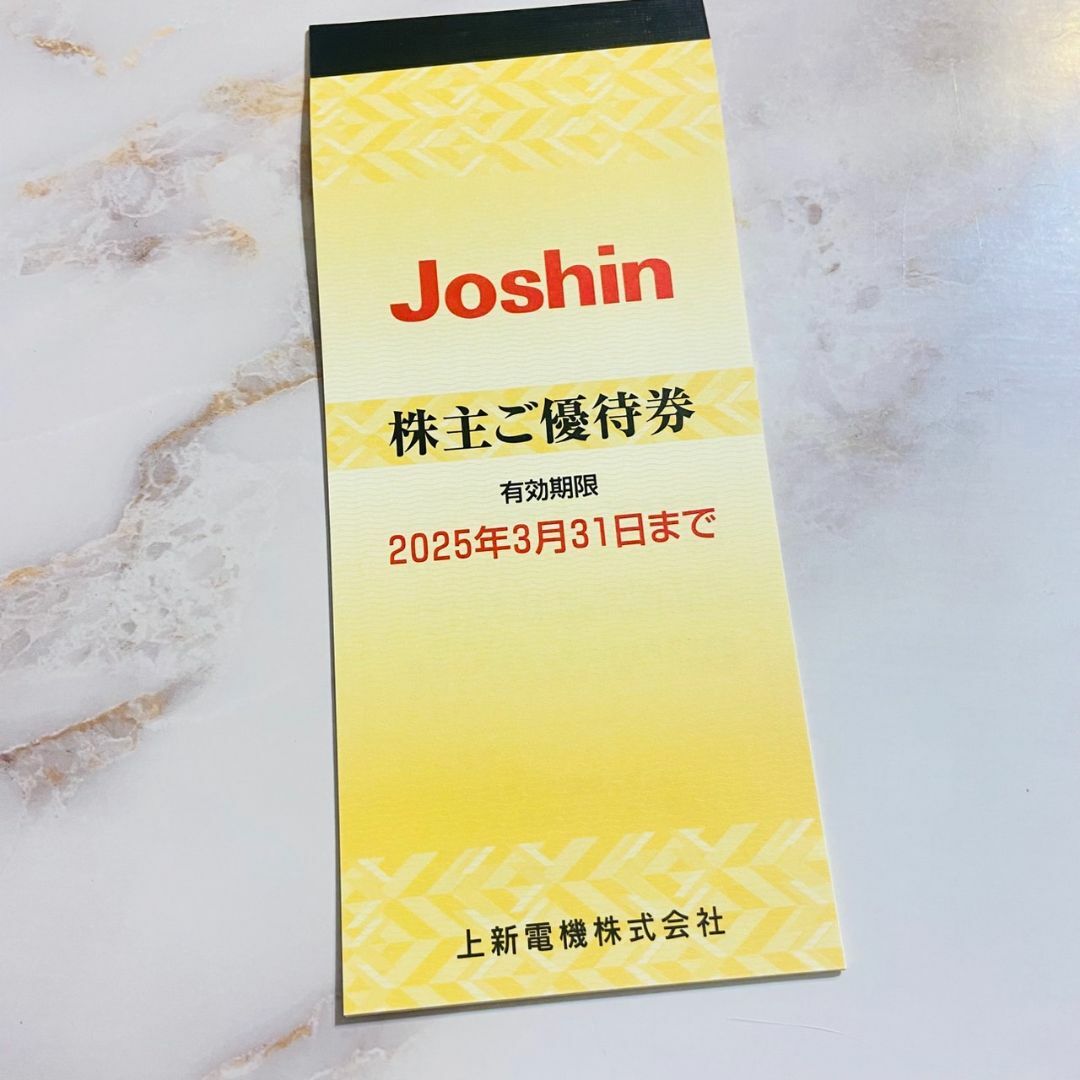 Joshin
株主ご優待券
有効期限
2025年3月31日まで
上新電機株式会社